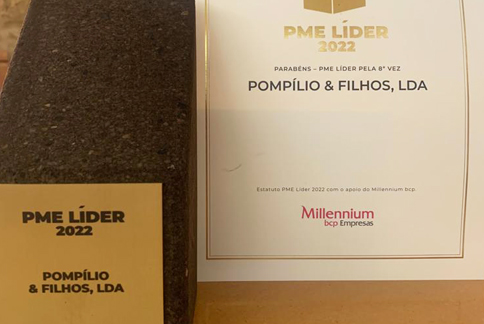 PME LÍDER
2022
POMPÍLIO
& FILHOS, LDA
PME LÍDER
2022
PARABÉNS – PME LÍDER PELA 8ª VEZ
POMPÍLIO & FILHOS, LDA
Estatuto PME Líder 2022 com o apoio do Millennium bcp.
Millennium
bcp Empresas